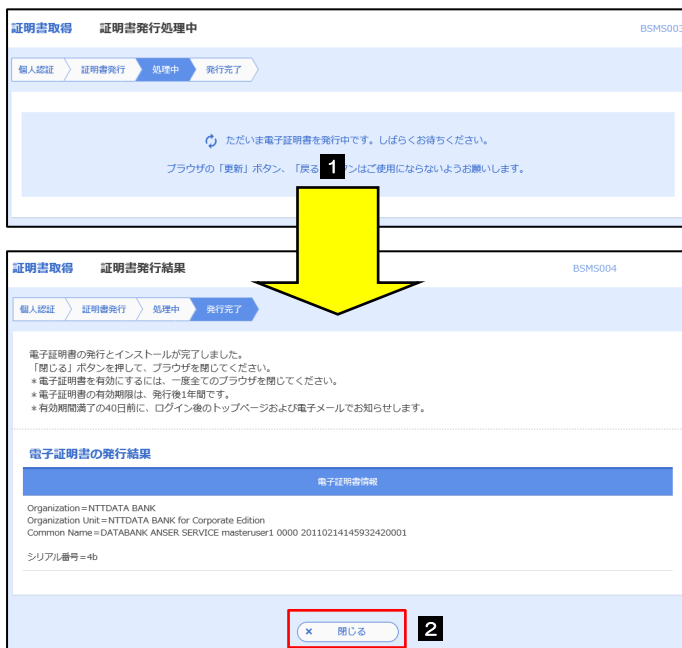 証明書取得 証明書発行処理中 BSMS003
個人認証 証明書発行 処理中 発行完了
ただいま電子証明書を発行中です。しばらくお待ちください。
ブラウザの「更新」ボタン、「戻る 1 ンはご使用にならないようお願いします。
証明書取得 証明書発行結果 BSMS004
個人認証 証明書発行 処理中 発行完了
電子証明書の発行とインストールが完了しました。
「閉じる」ボタンを押して、ブラウザを閉じてください。
＊電子証明書を有効にするには、一度全てのブラウザを閉じてください。
＊電子証明書の有効期限は、発行後1年間です。
＊有効期間満了の40日前に、ログイン後のトップページおよび電子メールでお知らせします。
電子証明書の発行結果
電子証明書情報
Organization=NTTDATA BANK
Organization Unit=NTTDATA BANK for Corporate Edition
Common Name=DATABANK ANSER SERVICE masteruser1 0000 20110214145932420001
シリアル番号=4b
× 閉じる 2